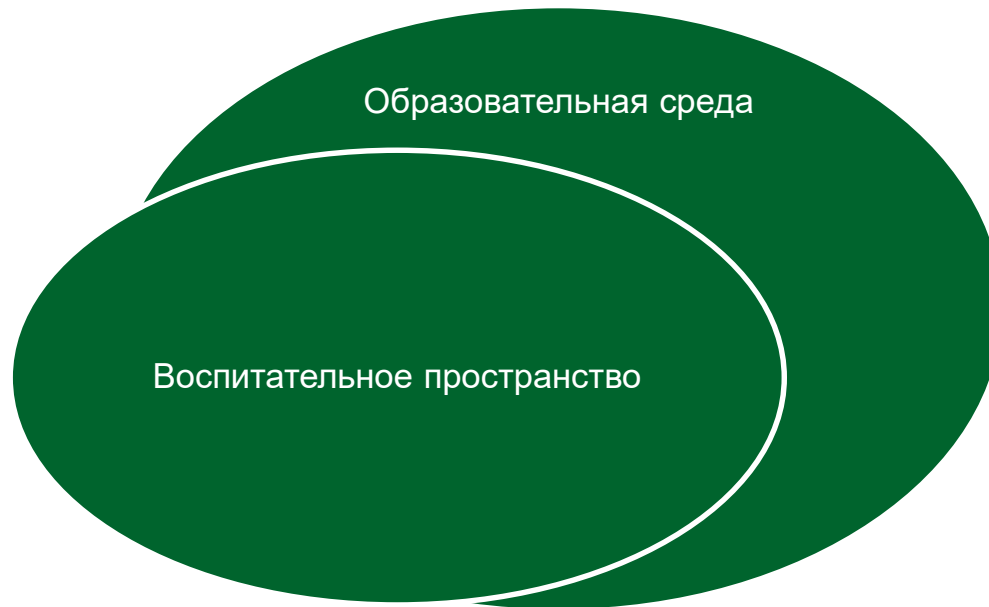 Образовательная среда
Воспитательное пространство